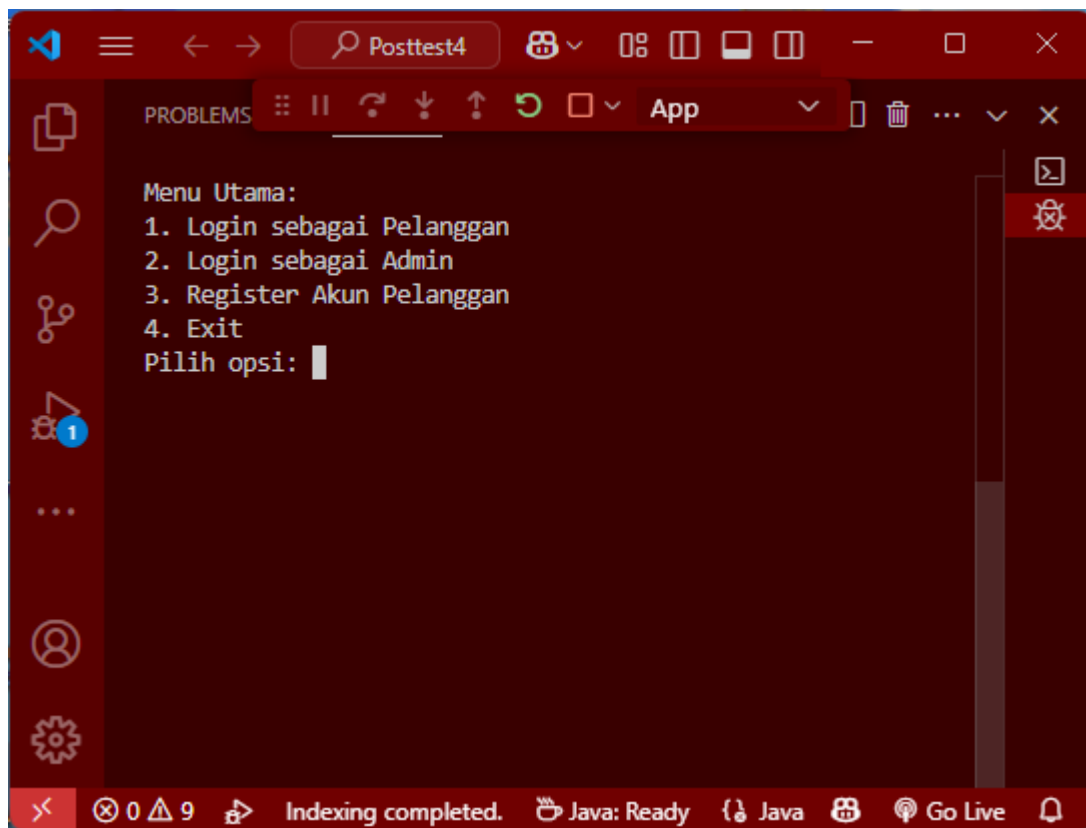 Posttest4
PROBLEMS
App
Menu Utama:
1. Login sebagai Pelanggan
2. Login sebagai Admin
3. Register Akun Pelanggan
4. Exit
Pilih opsi:
1
0 9 Indexing completed. Java: Ready Java Go Live